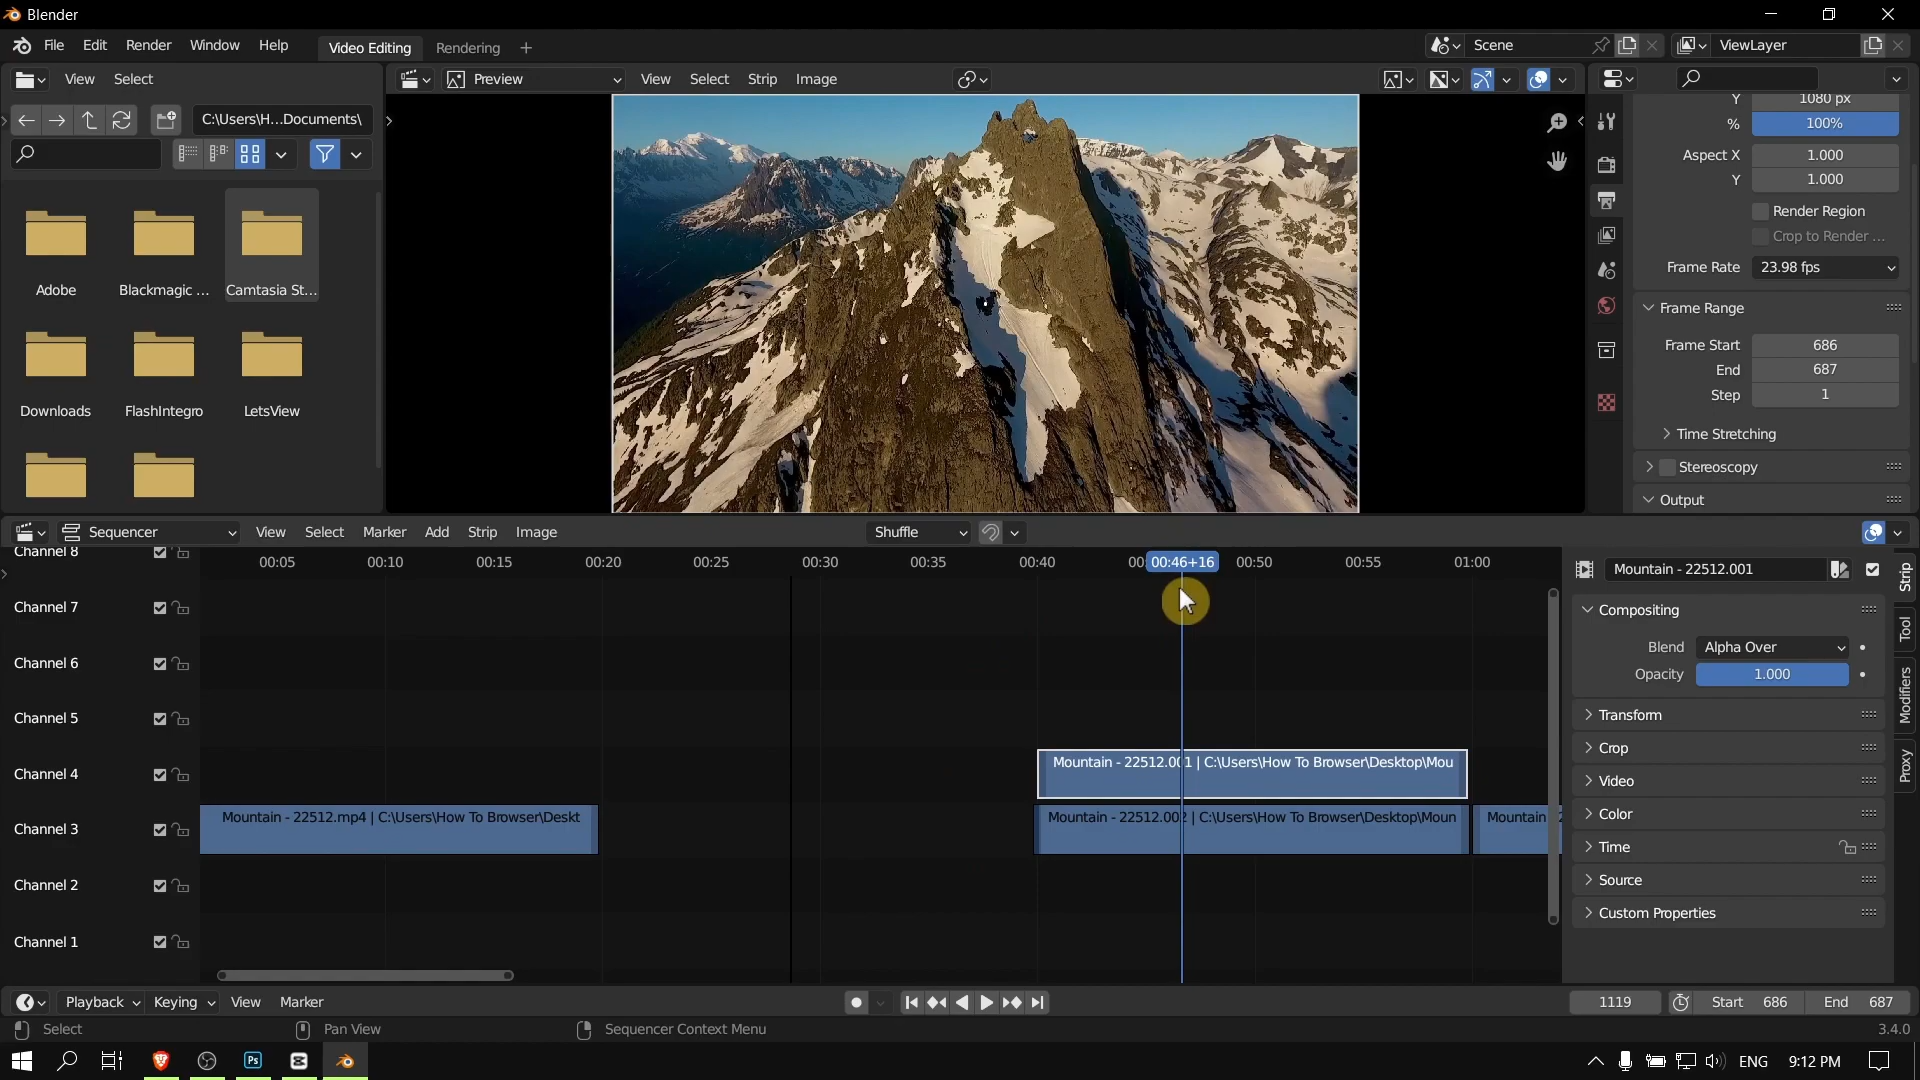 Blender
File Edit Render Window Help Video Editing Rendering + Scene ViewLayer
View Select Preview View Select Strip Image
C:\Users\H...Documents\
Adobe Blackmagic ... Camtasia St...
Downloads FlashIntegro LetsView
Y 1080 px
% 100%
Aspect X 1.000
Y 1.000
Render Region
Crop to Render ...
Frame Rate 23.98 fps
Frame Range
Frame Start 686
End 687
Step 1
Time Stretching
Stereoscopy
Output
Sequencer View Select Marker Add Strip Image Shuffle
00:05 00:10 00:15 00:20 00:25 00:30 00:35 00:40 00: 00:46+16 00:50 00:55 01:00
Channel 8
Channel 7
Channel 6
Channel 5
Channel 4
Mountain - 22512.001 | C:\Users\How To Browser\Desktop\Mou
Channel 3
Mountain - 22512.mp4 | C:\Users\How To Browser\Deskt
Mountain - 22512.002 | C:\Users\How To Browser\Desktop\Moun
Mountain
Channel 2
Channel 1
Mountain - 22512.001
Compositing
Blend Alpha Over
Opacity 1.000
Transform
Crop
Video
Color
Time
Source
Custom Properties
Strip
Tool
Modifiers
Proxy
Playback Keying View Marker 1119 Start 686 End 687
Select Pan View Sequencer Context Menu 3.4.0
Ps ENG 9:12 PM